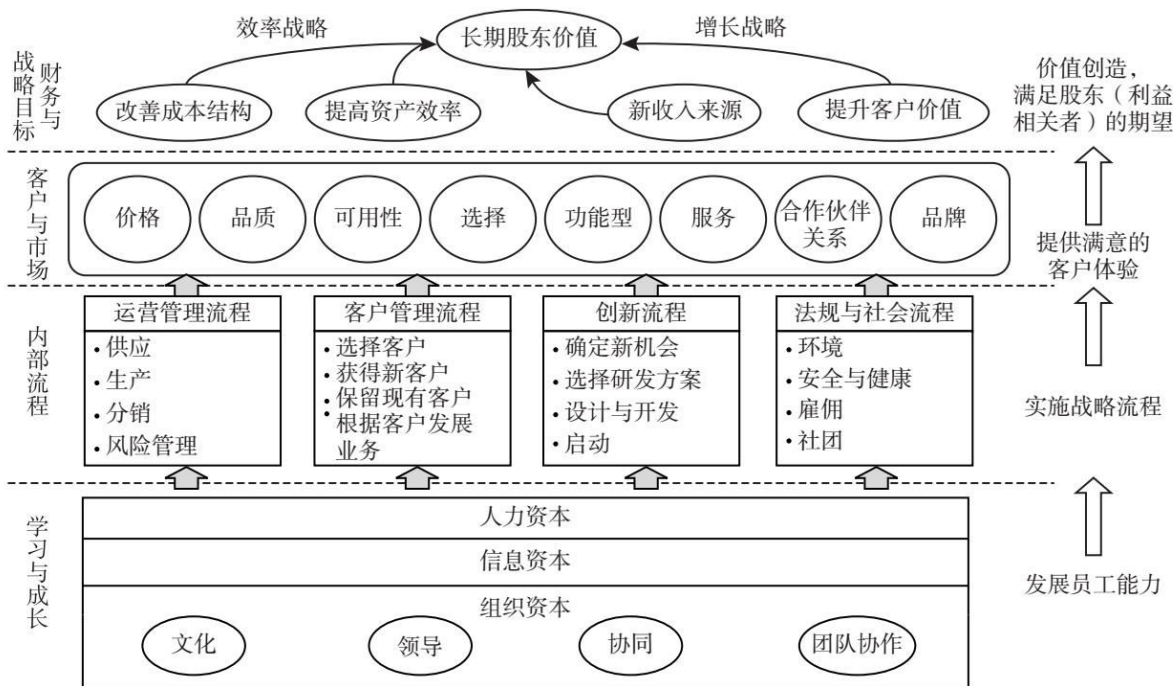 效率战略
长期股东价值
增长战略
财务与
战略目标
改善成本结构
提高资产效率
新收入来源
提升客户价值
价值创造，
满足股东（利益
相关者）的期望
客户与市场
价格
品质
可用性
选择
功能型
服务
合作伙伴
关系
品牌
提供满意的
客户体验
内部流程
运营管理流程
·供应
·生产
·分销
·风险管理
客户管理流程
·选择客户
·获得新客户
·保留现有客户
·根据客户发展
业务
创新流程
·确定新机会
·选择研发方案
·设计与开发
·启动
法规与社会流程
·环境
·安全与健康
·雇佣
·社团
实施战略流程
学习与成长
人力资本
信息资本
组织资本
文化
领导
协同
团队协作
发展员工能力